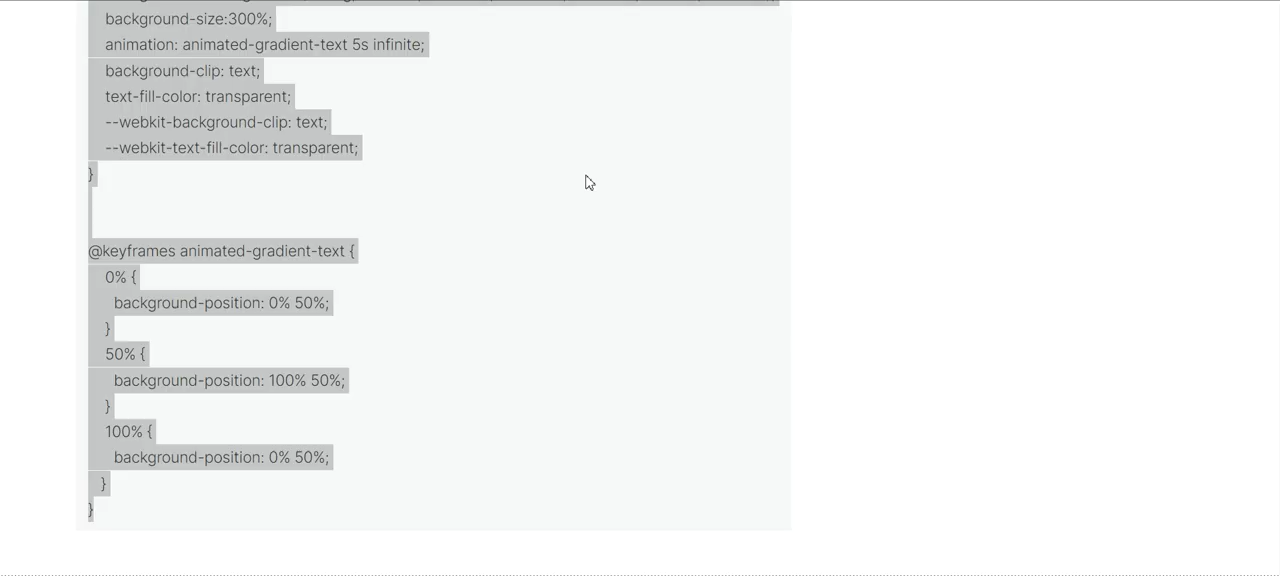 background-size:300%;
animation: animated-gradient-text 5s infinite;
background-clip: text;
text-fill-color: transparent;
--webkit-background-clip: text;
--webkit-text-fill-color: transparent;
}
@keyframes animated-gradient-text {
0% {
background-position: 0% 50%;
}
50% {
background-position: 100% 50%;
}
100% {
background-position: 0% 50%;
}
}